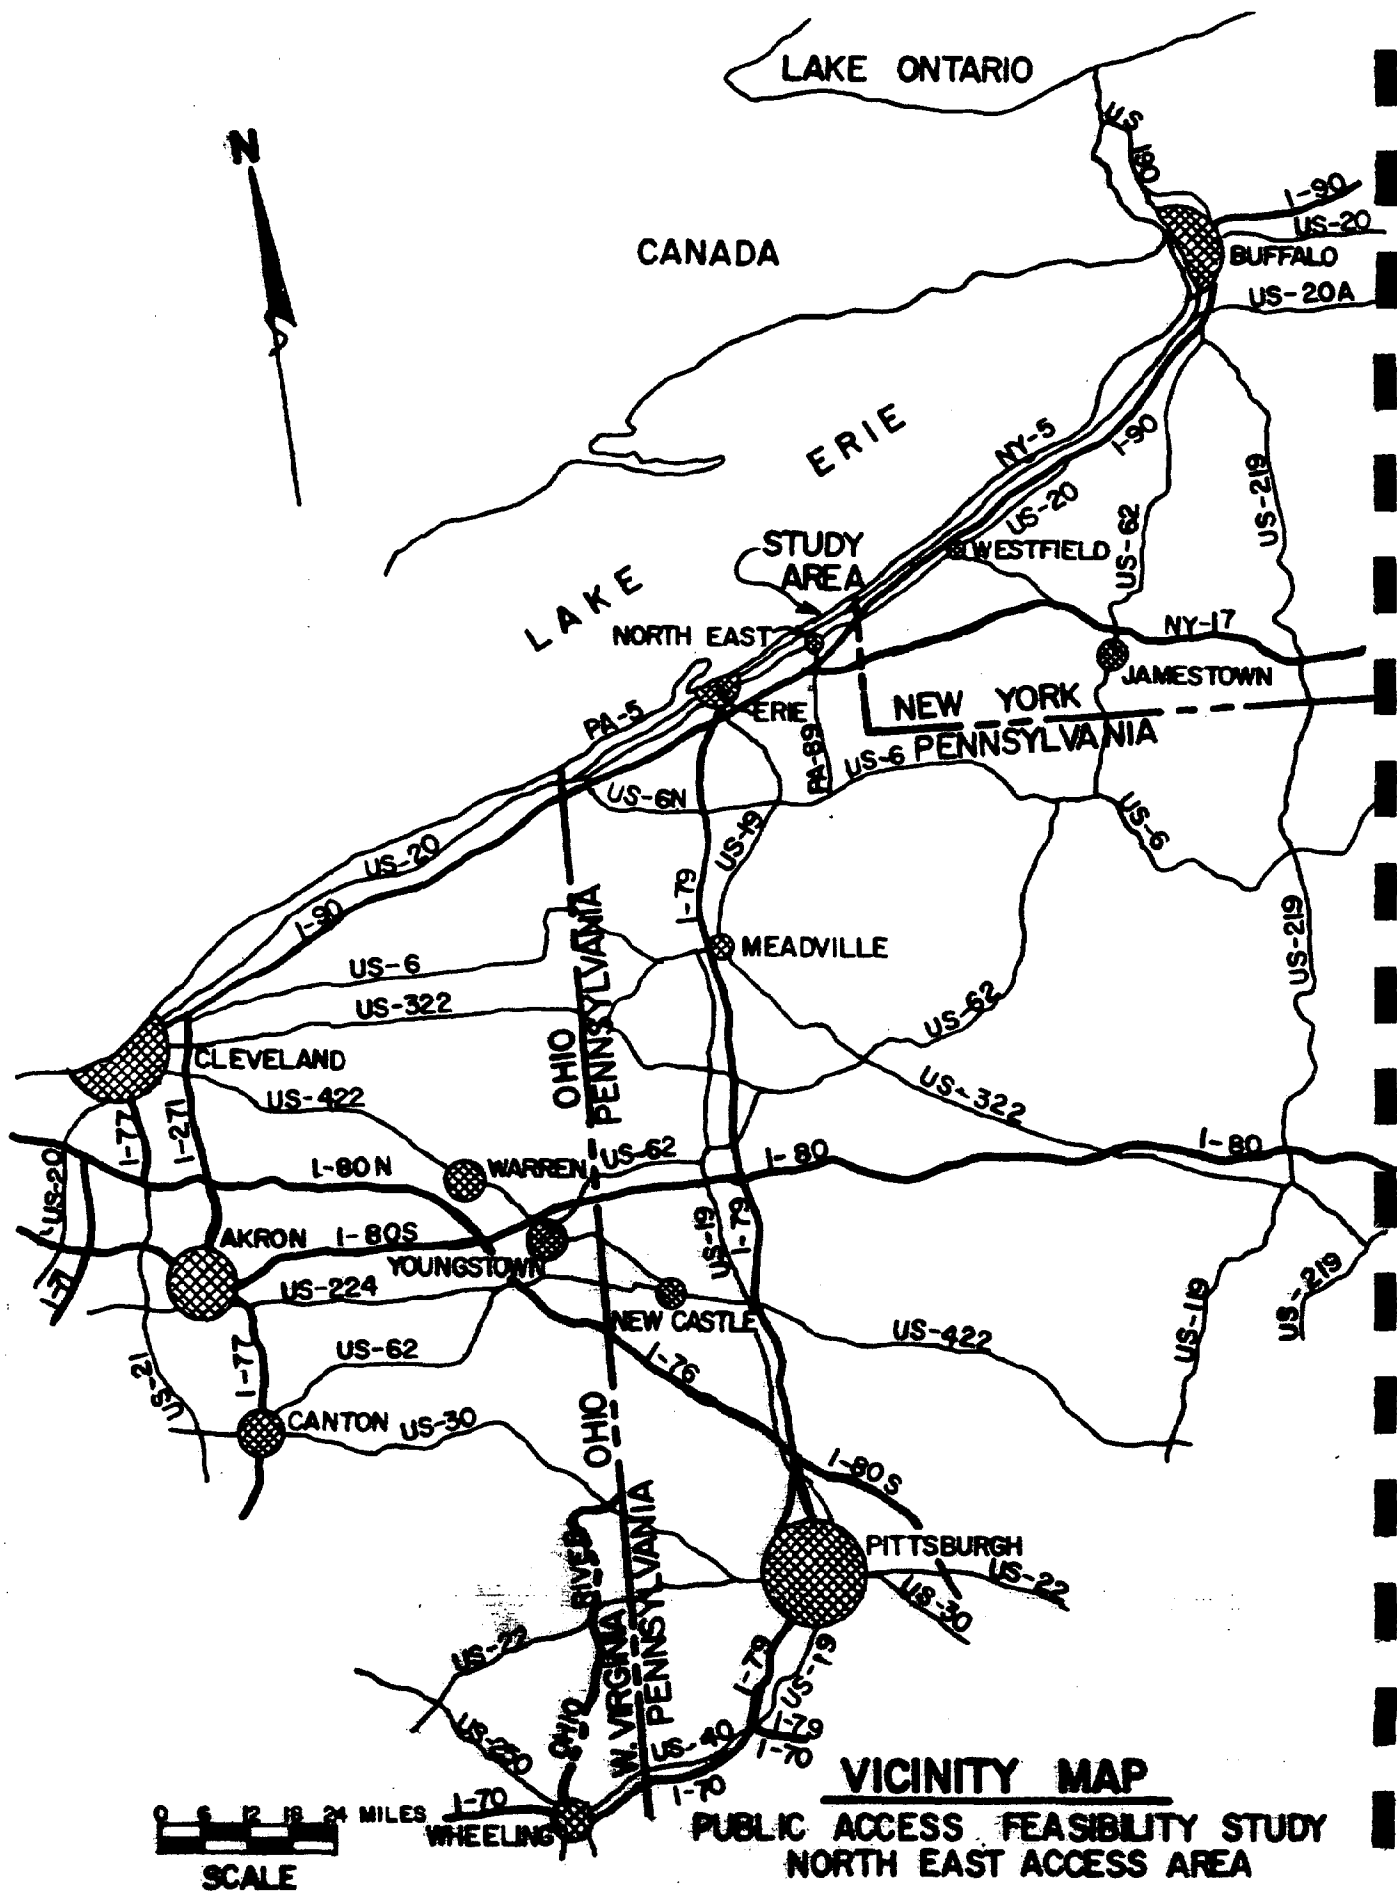 LAKE ONTARIO
US
180
N
I-90
US-20
CANADA
BUFFALO
US-20A
ERIE
NY-5
I-90
US-219
US-20
US-62
STUDY
AREA
WESTFIELD
LAKE
NORTH EAST
NY-17
JAMESTOWN
NEW YORK
PA-5
ERIE
PENNSYLVANIA
PA-89
US-6
US-6N
US-19
US-6
US-20
I-79
I-90
PENNSYLVANIA
US-219
MEADVILLE
US-6
US-322
US-62
OHIO
PENNSYLVANIA
CLEVELAND
US-422
US-322
I-77
I-271
US-20
I-80N
WARREN
US-62
I-80
I-80
AKRON
I-80S
YOUNGSTOWN
US-19
I-79
I-71
US-224
US-219
US-119
NEW CASTLE
US-422
US-62
I-77
I-76
US-21
CANTON
US-30
OHIO
I-80S
PENNSYLVANIA
PITTSBURGH
US-22
US-30
RIVER
W. VIRGINIA
US-22
I-79
US-19
OHIO
US-250
US-40
I-79
I-70
I-70
I-70
WHEELING
0 6 12 18 24 MILES
SCALE
VICINITY MAP
PUBLIC ACCESS FEASIBILITY STUDY
NORTH EAST ACCESS AREA